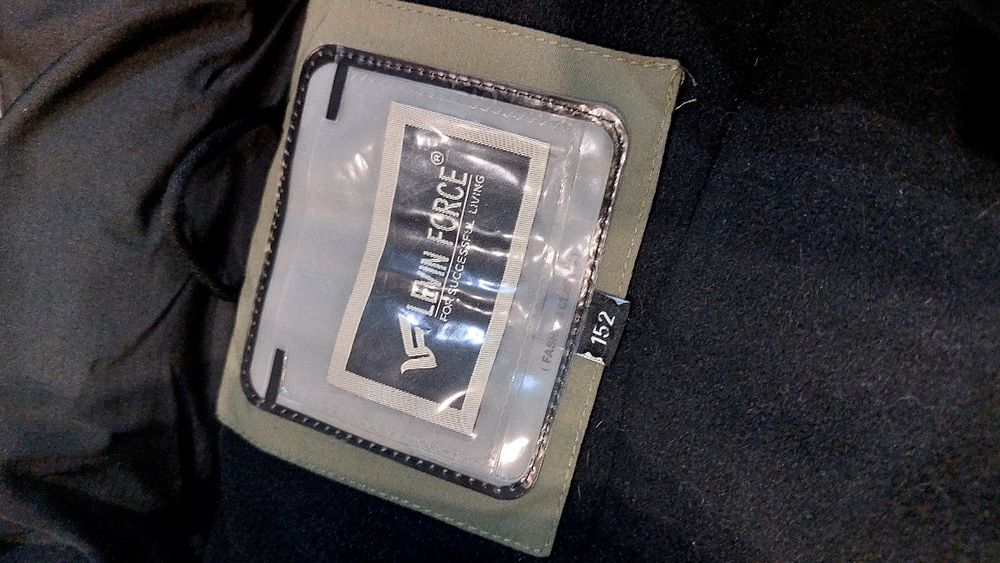 LEVIN FORCE®
FOR SUCCESSFUL LIVING
152